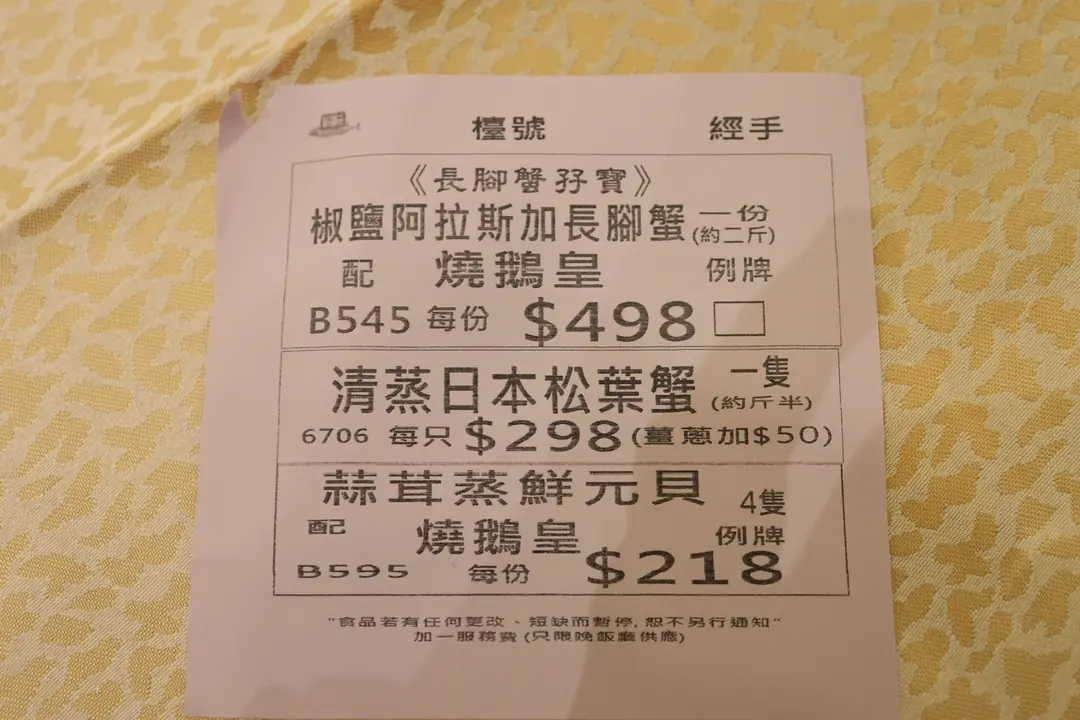 檯號 經手
《長腳蟹孖寶》
椒鹽阿拉斯加長腳蟹 一份
(約二斤)
配 燒鵝皇 例牌
B545 每份 $498
清蒸日本松葉蟹 一隻
(約斤半)
6706 每只 $298 (薑蔥加$50)
蒜茸蒸鮮元貝 4隻
配 燒鵝皇 例牌
B595 每份 $218
"食品若有任何更改、短缺而暫停,恕不另行通知"
加一服務費(只限晚飯廳供應)